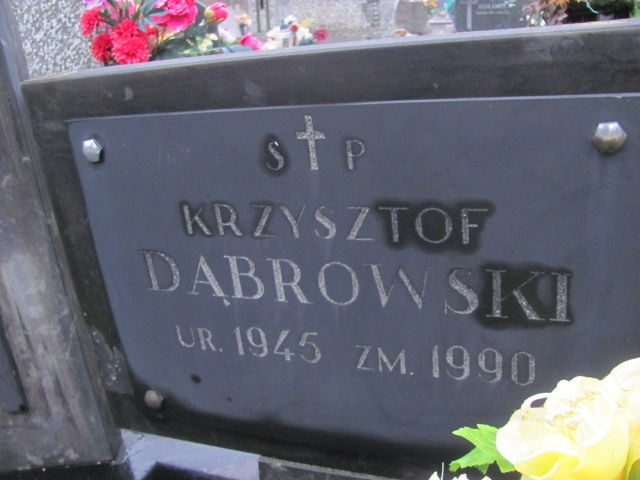 S P
KRZYSZTOF
DĄBROWSKI
UR. 1945 ZM. 1990